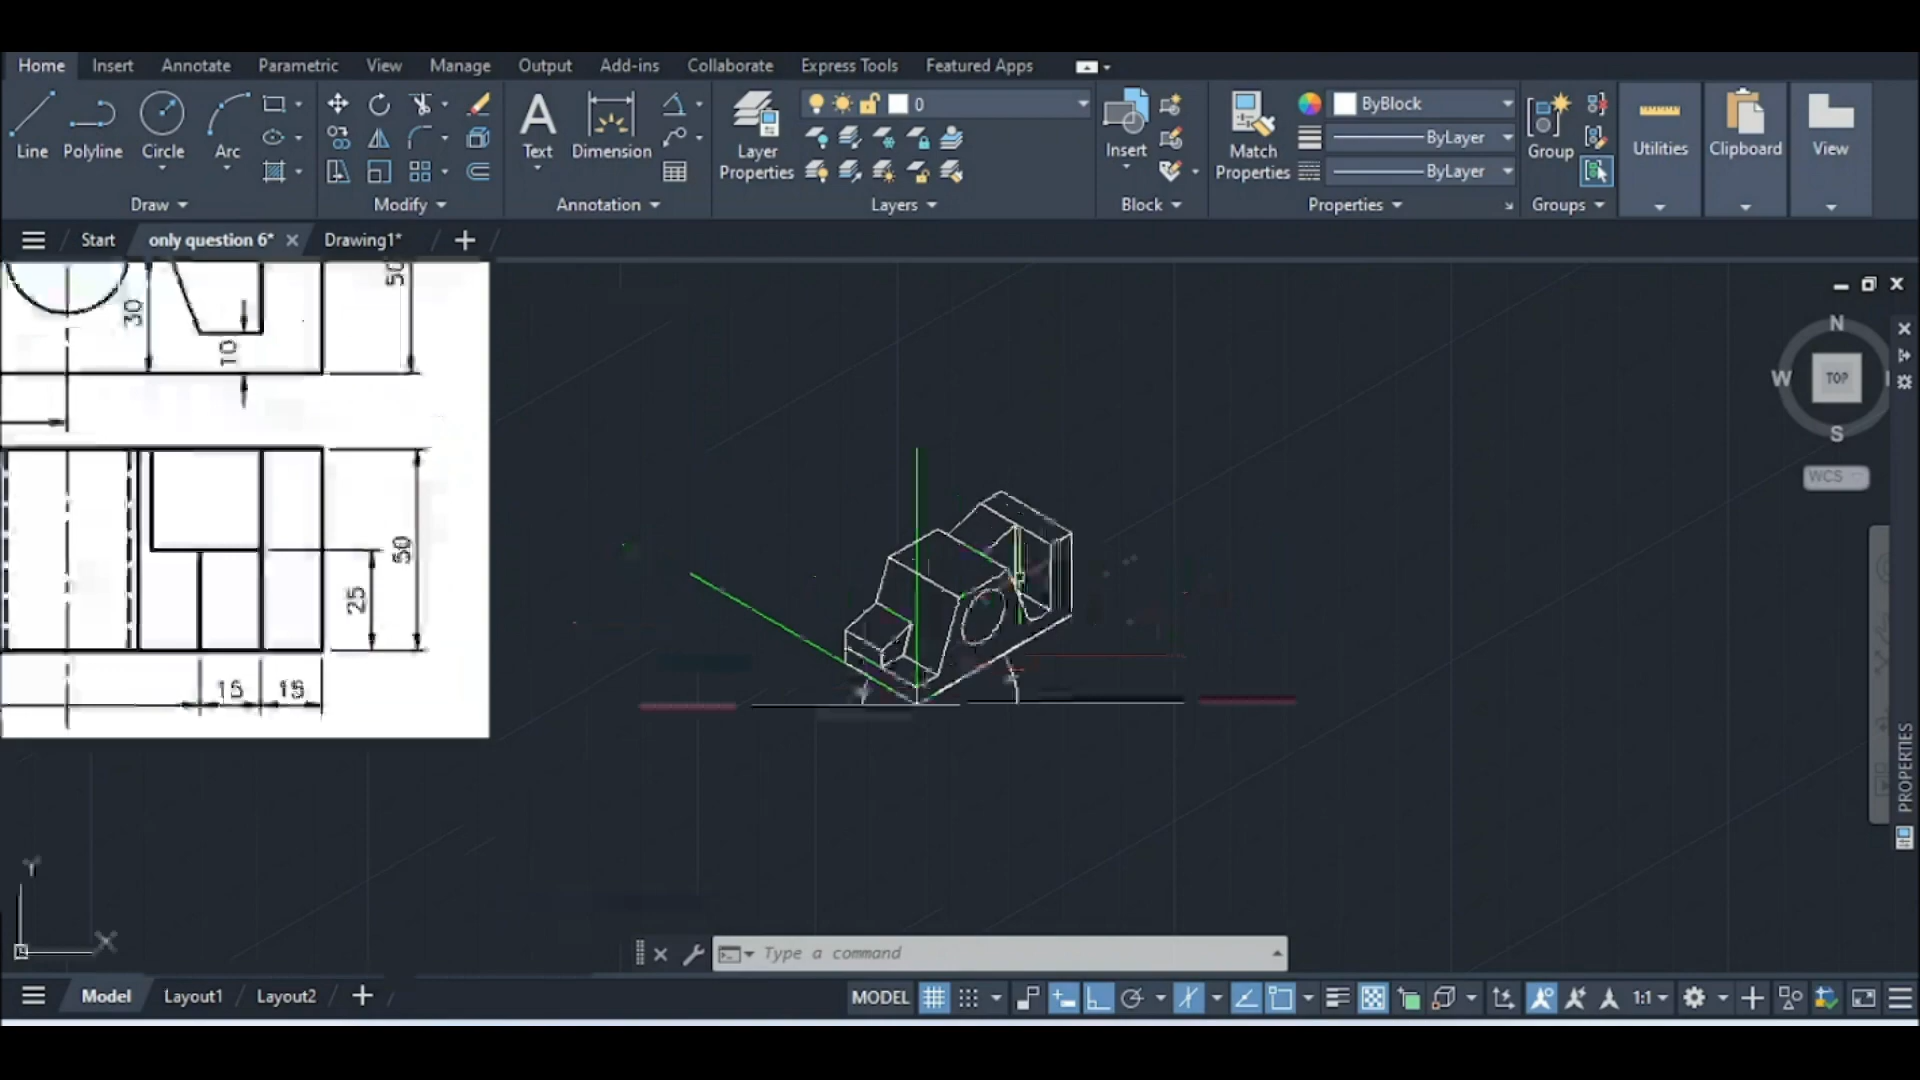 Home Insert Annotate Parametric View Manage Output Add-ins Collaborate Express Tools Featured Apps
0
ByBlock
ByLayer
ByLayer
Line Polyline Circle Arc
Text Dimension
Layer Properties
Insert
Match Properties
Group
Utilities
Clipboard
View
Draw Modify Annotation Layers Block Properties Groups
Start only question 6* Drawing1*
50
30
10
50
25
15 15
N
W TOP
S
WCS
PROPERTIES
Y
X
Type a command
Model Layout1 Layout2
MODEL 1:1